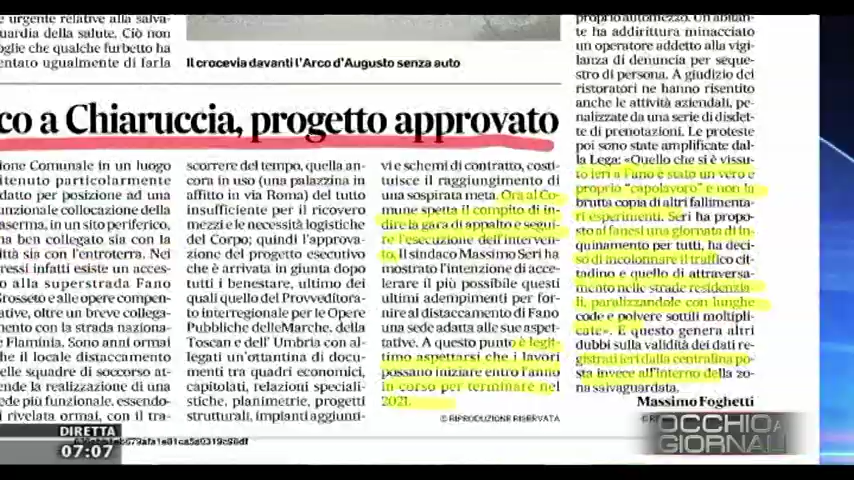 e urgente relative alla salva-
uardia della salute. Ciò non
oglie che qualche furbetto ha
entato ugualmente di farla
Il crocevia davanti l'Arco d'Augusto senza auto
co a Chiaruccia, progetto approvato
zione Comunale in un luogo
itenuto particolarmente
datto per posizione ad una
unzionale collocazione della
aserma, in un sito periferico,
na ben collegato sia con la
ittà sia con l'entroterra. Nei
ressi infatti esiste un acces-
o alla superstrada Fano
Grosseto e alle opere compen-
ative, oltre un breve collega-
mento con la strada naziona-
e Flaminia. Sono anni ormai
he il locale distaccamento
elle squadre di soccorso at-
ende la realizzazione di una
ede più funzionale, essendo-
i rivelata ormai, con il tra-
scorrere del tempo, quella an-
cora in uso (una palazzina in
affitto in via Roma) del tutto
insufficiente per il ricovero
mezzi e le necessità logistiche
del Corpo; quindi l'approva-
zione del progetto esecutivo
che è arrivata in giunta dopo
tutti i benestare, ultimo dei
quali quello del Provveditora-
to interregionale per le Opere
Pubbliche delleMarche, della
Toscan e dell' Umbria con al-
legati un'ottantina di docu-
menti tra quadri economici,
capitolati, relazioni speciali-
stiche, planimetrie, progetti
strutturali, impianti aggiunti-
vi e schemi di contratto, costi-
tuisce il raggiungimento di
una sospirata meta. Ora al Co-
mune spetta il compito di in-
dire la gara di appalto e segui-
re l'esecuzione dell'interven-
to. Il sindaco Massimo Seri ha
mostrato l'intenzione di acce-
lerare il più possibile questi
ultimi adempimenti per for-
nire al distaccamento di Fano
una sede adatta alle sue aspet-
tative. A questo punto è legit-
timo aspettarsi che i lavori
possano iniziare entro l'anno
in corso per terminare nel
2021.
© RIPRODUZIONE RISERVATA
proprio automezzo. Un abitan-
te ha addirittura minacciato
un operatore addetto alla vigi-
lanza di denuncia per seque-
stro di persona. A giudizio dei
ristoratori ne hanno risentito
anche le attività aziendali, pe-
nalizzate da una serie di disdet-
te di prenotazioni. Le proteste
poi sono state amplificate dal-
la Lega: «Quello che si è vissu-
to ieri a Fano è stato un vero e
proprio "capolavoro" e non la
brutta copia di altri fallimenta-
ri esperimenti. Seri ha propo-
sto ai fanesi una giornata di in-
quinamento per tutti, ha deci-
so di incolonnare il traffico cit-
tadino e quello di attraversa-
mento nelle strade residenzia-
li, paralizzandole con lunghe
code e polvere sottili moltipli-
cate». E questo genera altri
dubbi sulla validità dei dati re-
gistrati ieri dalla centralina po-
sta invece all'interno della zo-
na salvaguardata.
Massimo Foghetti
DIRETTA
07:07
OCCHIO AI
GIORNALI